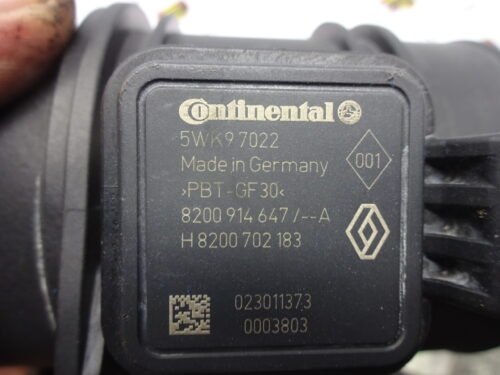 Continental
5WK9 7022
Made in Germany
001
>PBT-GF30<
8200 914 647 /--A
H 8200 702 183
023011373
0003803